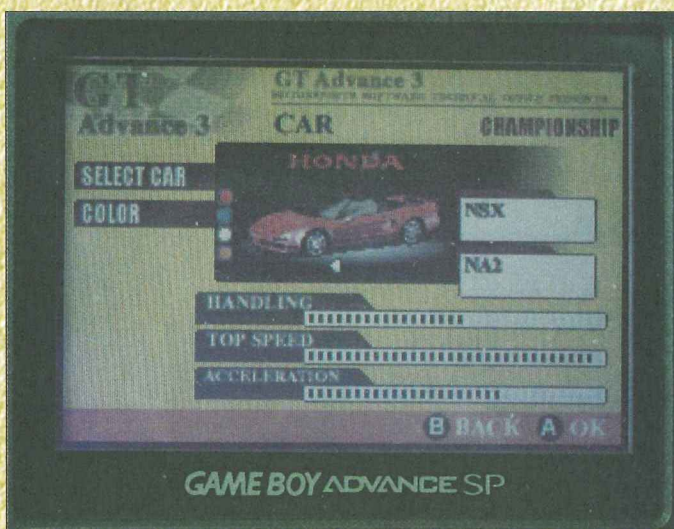 GT
Advance 3
GT Advance 3
CAR
CHAMPIONSHIP
SELECT CAR
COLOR
HONDA
NSX
NA2
HANDLING
TOP SPEED
ACCELERATION
B BACK A OK
GAME BOY ADVANCE SP